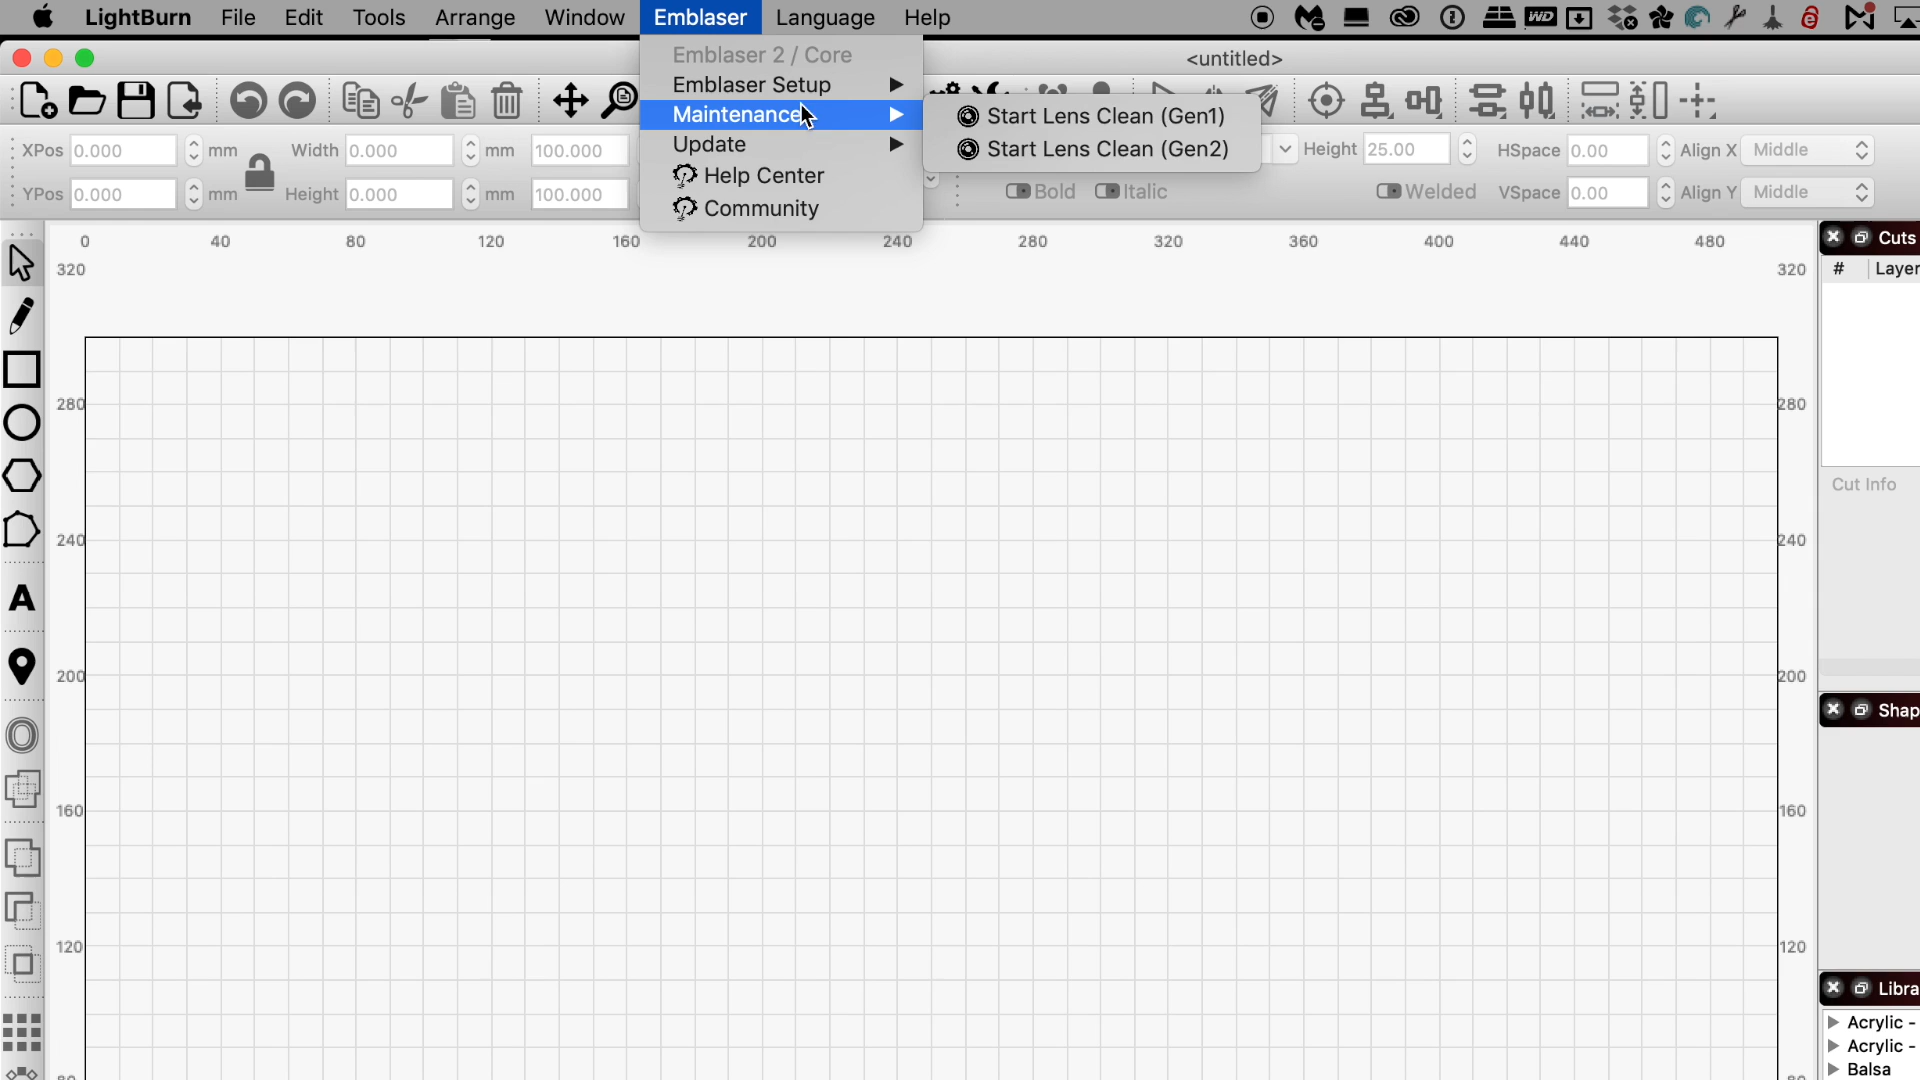 LightBurn File Edit Tools Arrange Window Emblaser Language Help
WD
<untitled>
Emblaser 2 / Core
Emblaser Setup
Maintenance
Update
Help Center
Community
Start Lens Clean (Gen1)
Start Lens Clean (Gen2)
XPos 0.000 mm Width 0.000 mm 100.000
YPos 0.000 mm Height 0.000 mm 100.000
Height 25.00 HSpace 0.00 Align X Middle
Bold Italic Welded VSpace 0.00 Align Y Middle
0 40 80 120 160 200 240 280 320 360 400 440 480
320 320
280 280
240 240
200 200
160 160
120 120
80 80
A
Cuts
# Layer
Cut Info
Shap
Libra
Acrylic -
Acrylic -
Balsa